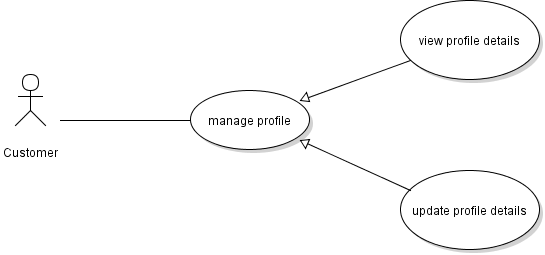 view profile details
manage profile
Customer
update profile details